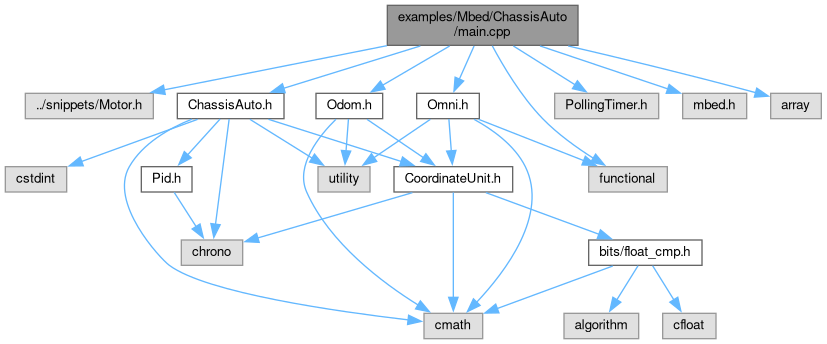 examples/Mbed/ChassisAuto
/main.cpp
../snippets/Motor.h
ChassisAuto.h
Odom.h
Omni.h
PollingTimer.h
mbed.h
array
cstdint
Pid.h
utility
CoordinateUnit.h
functional
chrono
bits/float_cmp.h
cmath
algorithm
cfloat